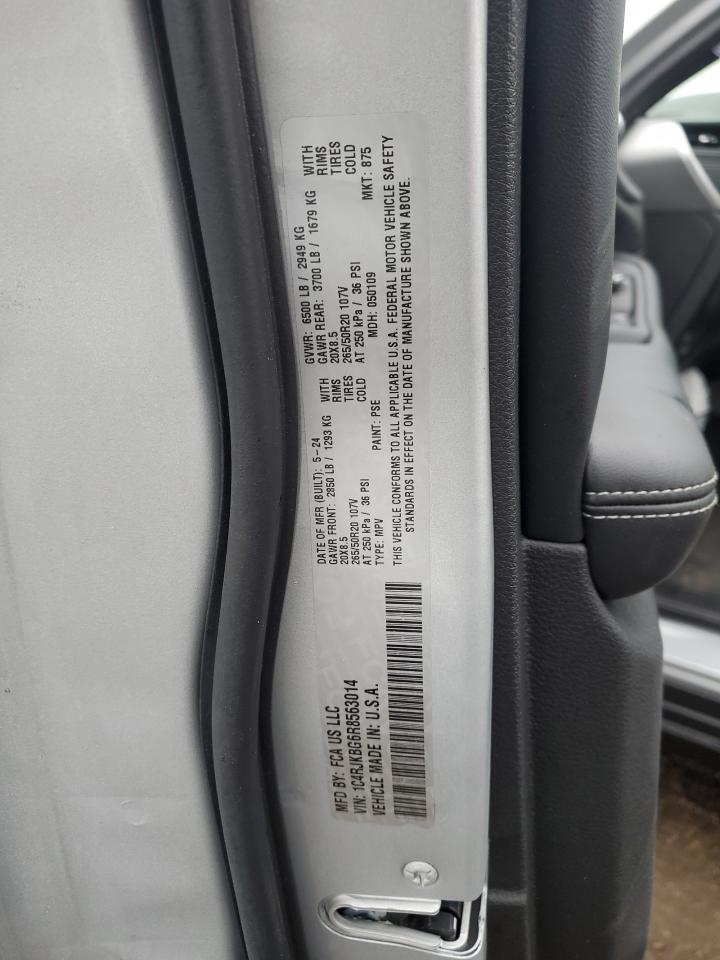 MFD BY: FCA US LLC
VIN: 1C4RJKBG6R8563014
VEHICLE MADE IN: U.S.A.
DATE OF MFR (BUILT): 5-24 GVWR: 6500 LB / 2949 KG
GAWR FRONT: 2850 LB / 1293 KG WITH GAWR REAR: 3700 LB / 1679 KG WITH
20X8.5 RIMS 20X8.5 RIMS
265/50R20 107V TIRES 265/50R20 107V TIRES
AT 250 kPa / 36 PSI COLD AT 250 kPa / 36 PSI COLD
TYPE: MPV PAINT: PSE MDH: 050109 MKT: 875
THIS VEHICLE CONFORMS TO ALL APPLICABLE U.S.A. FEDERAL MOTOR VEHICLE SAFETY
STANDARDS IN EFFECT ON THE DATE OF MANUFACTURE SHOWN ABOVE.